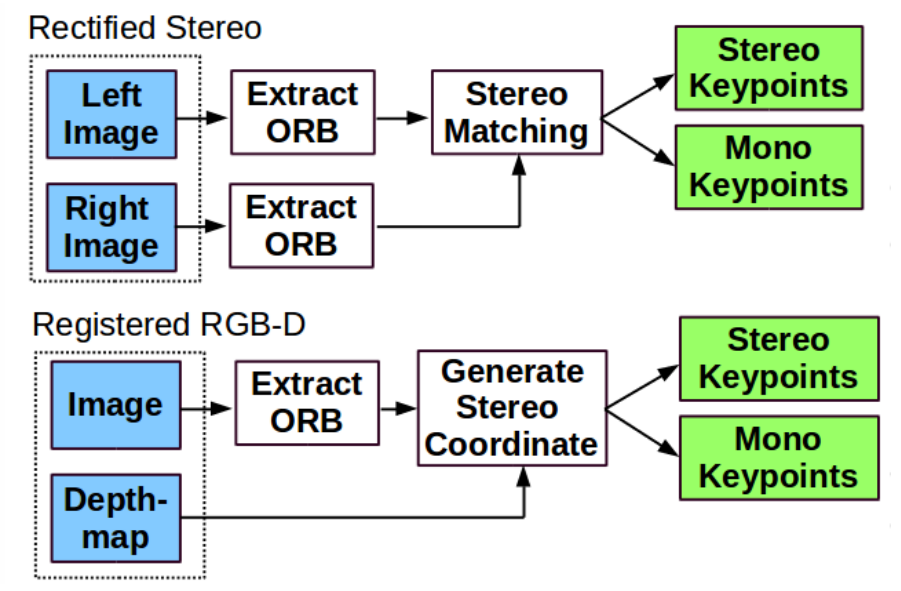 Rectified Stereo
Left
Image
Extract
ORB
Stereo
Matching
Stereo
Keypoints
Mono
Keypoints
Right
Image
Extract
ORB
Registered RGB-D
Image
Extract
ORB
Generate
Stereo
Coordinate
Stereo
Keypoints
Mono
Keypoints
Depth-
map